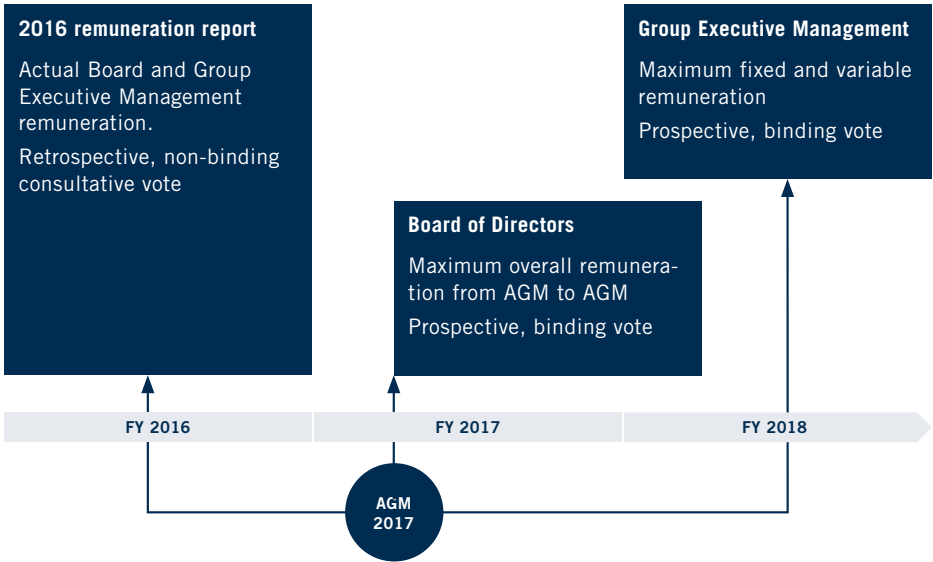 2016 remuneration report
Actual Board and Group
Executive Management
remuneration.
Retrospective, non-binding
consultative vote
Group Executive Management
Maximum fixed and variable
remuneration
Prospective, binding vote
Board of Directors
Maximum overall remunera-
tion from AGM to AGM
Prospective, binding vote
FY 2016
FY 2017
FY 2018
AGM
2017